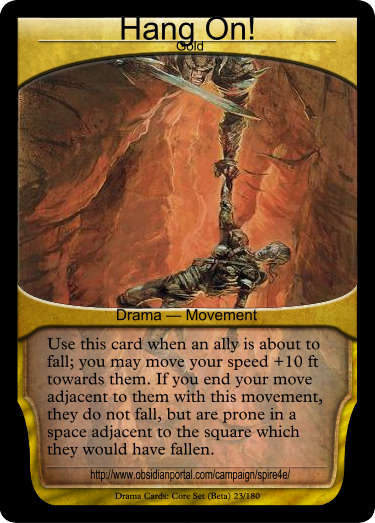 Hang On!
Gold
Drama — Movement
Use this card when an ally is about to
fall; you may move your speed +10 ft
towards them. If you end your move
adjacent to them with this movement,
they do not fall, but are prone in a
space adjacent to the square which
they would have fallen.
http://www.obsidianportal.com/campaign/spire4e/
Drama Cards: Core Set (Beta) 23/180